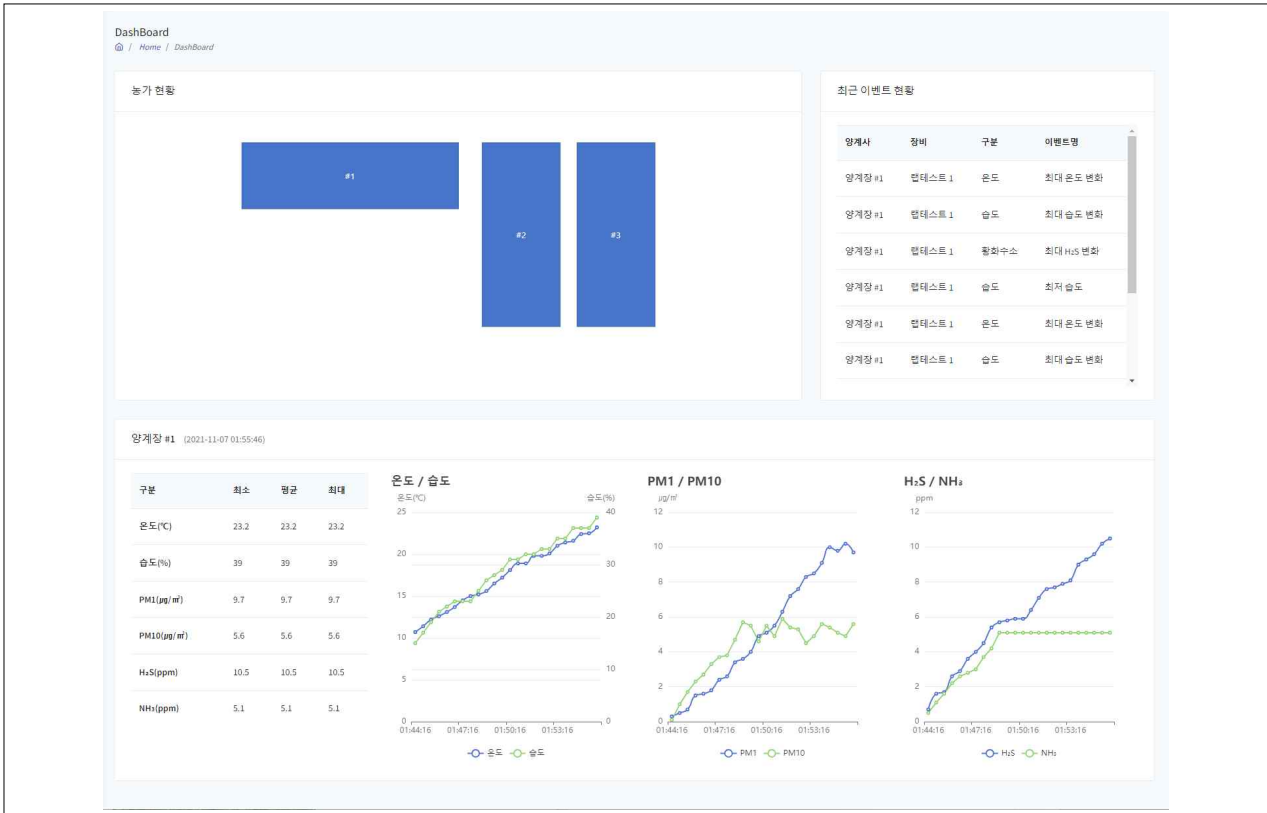 DashBoard
/ Home / DashBoard
농가 현황
#1
#2
#3
최근 이벤트 현황
양계사 장비 구분 이벤트명
양계장 #1 랩테스트 1 온도 최대 온도 변화
양계장 #1 랩테스트 1 습도 최대 습도 변화
양계장 #1 랩테스트 1 황화수소 최대 H₂S 변화
양계장 #1 랩테스트 1 습도 최저 습도
양계장 #1 랩테스트 1 온도 최대 온도 변화
양계장 #1 랩테스트 1 습도 최대 습도 변화
양계장 #1 (2021-11-07 01:55:46)
구분 최소 평균 최대
온도(℃) 23.2 23.2 23.2
습도(%) 39 39 39
PM1(㎍/㎥) 9.7 9.7 9.7
PM10(㎍/㎥) 5.6 5.6 5.6
H₂S(ppm) 10.5 10.5 10.5
NH₃(ppm) 5.1 5.1 5.1
온도 / 습도
온도(℃) 습도(%)
25 40
20
30
15
20
10
10
5
0 0
01:44:16 01:47:16 01:50:16 01:53:16
온도 습도
PM1 / PM10
㎍/㎥
12
10
8
6
4
2
0
01:44:16 01:47:16 01:50:16 01:53:16
PM1 PM10
H₂S / NH₃
ppm
12
10
8
6
4
2
0
01:44:16 01:47:16 01:50:16 01:53:16
H₂S NH₃